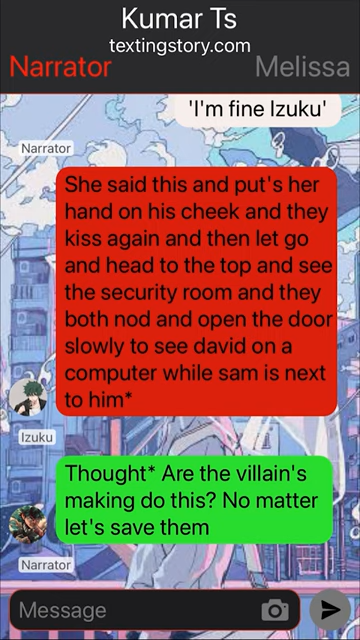 Kumar Ts
textingstory.com
Narrator
Melissa
'I'm fine Izuku'
Narrator
She said this and put's her
hand on his cheek and they
kiss again and then let go
and head to the top and see
the security room and they
both nod and open the door
slowly to see david on a
computer while sam is next
to him*
Izuku
Thought* Are the villain's
making do this? No matter
let's save them
Narrator
Message